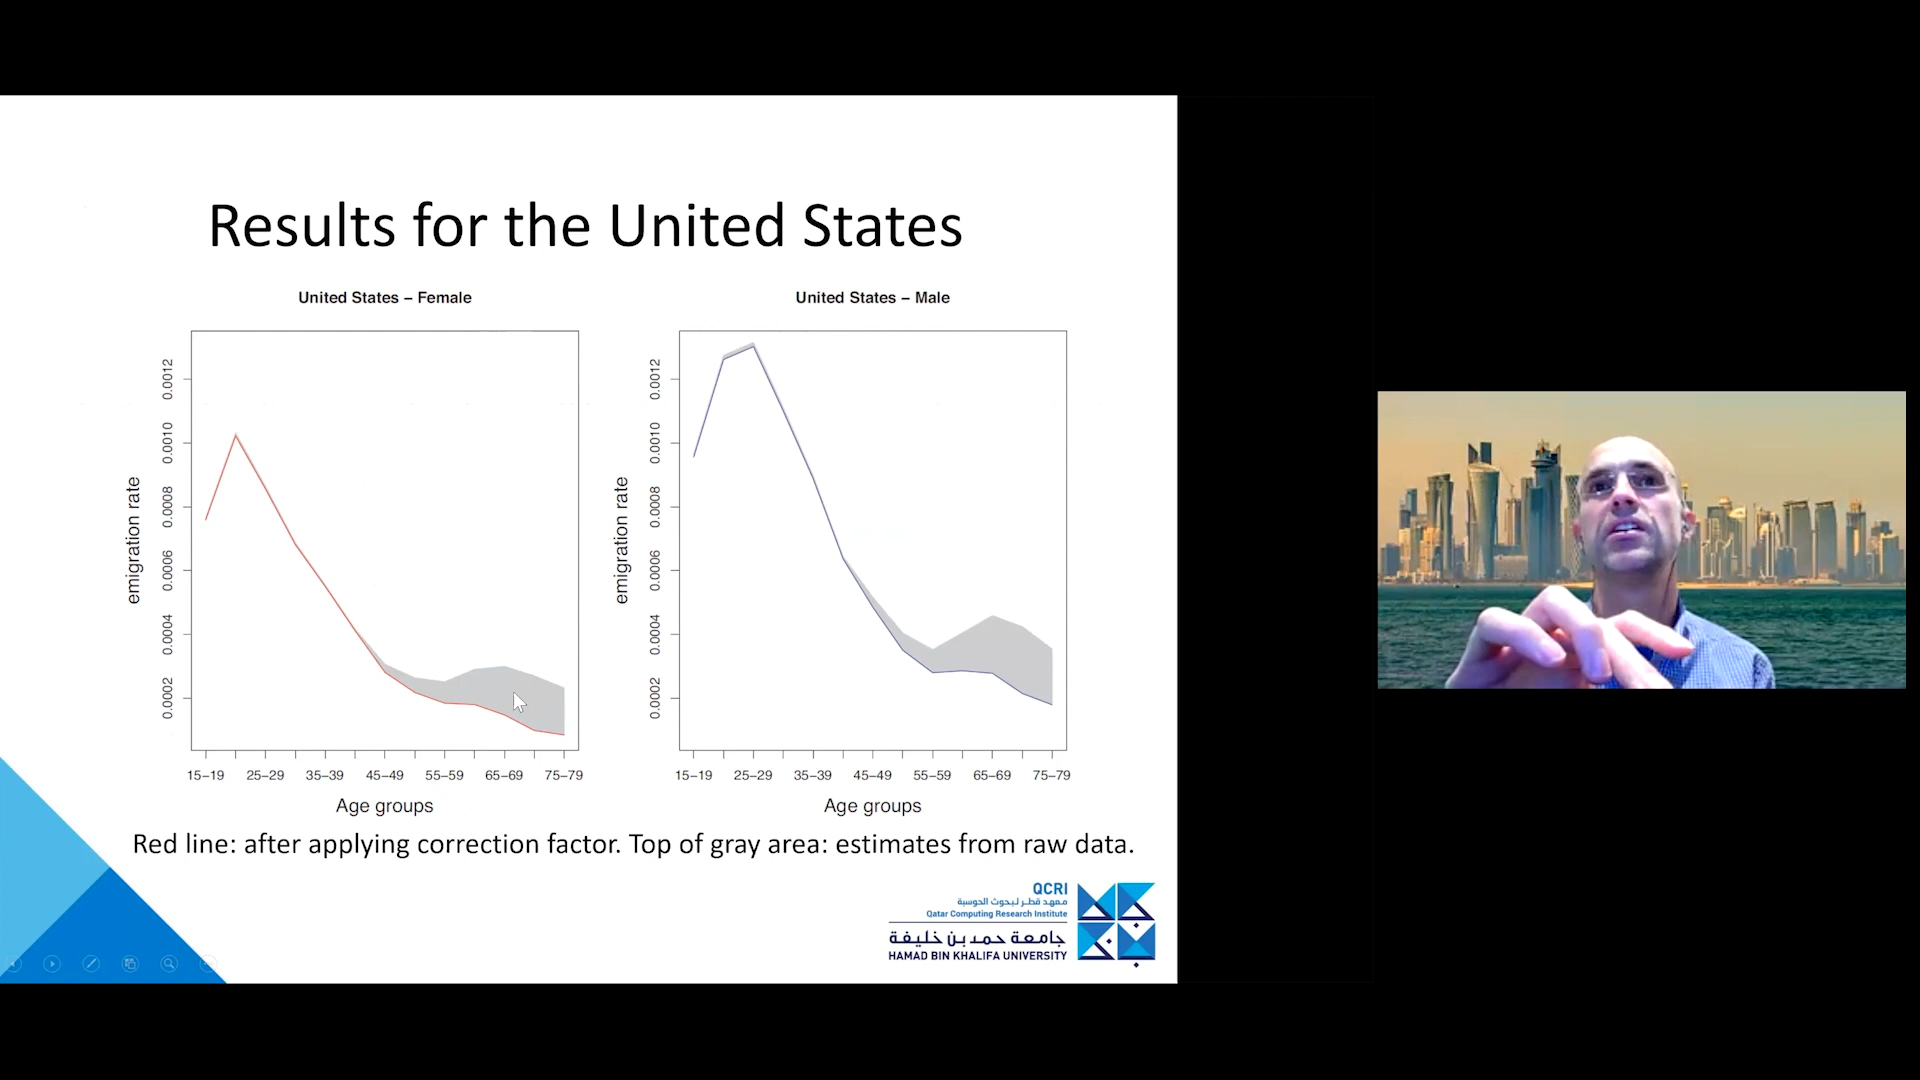 Results for the United States
United States – Female
emigration rate
0.0002 0.0004 0.0006 0.0008 0.0010 0.0012
15–19 25–29 35–39 45–49 55–59 65–69 75–79
Age groups
United States – Male
emigration rate
0.0002 0.0004 0.0006 0.0008 0.0010 0.0012
15–19 25–29 35–39 45–49 55–59 65–69 75–79
Age groups
Red line: after applying correction factor. Top of gray area: estimates from raw data.
QCRI
معهد قطر لبحوث الحوسبة
Qatar Computing Research Institute
جامعة حمد بن خليفة
HAMAD BIN KHALIFA UNIVERSITY